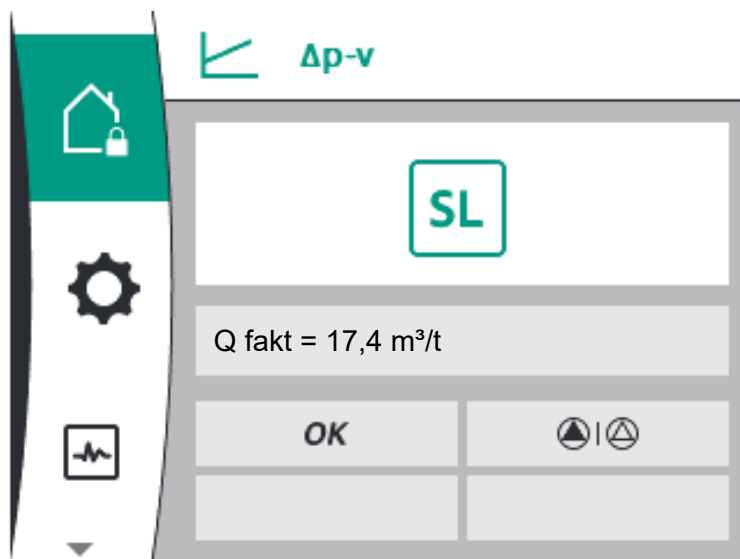 Δp-v
SL
Q fakt = 17,4 m³/t
OK